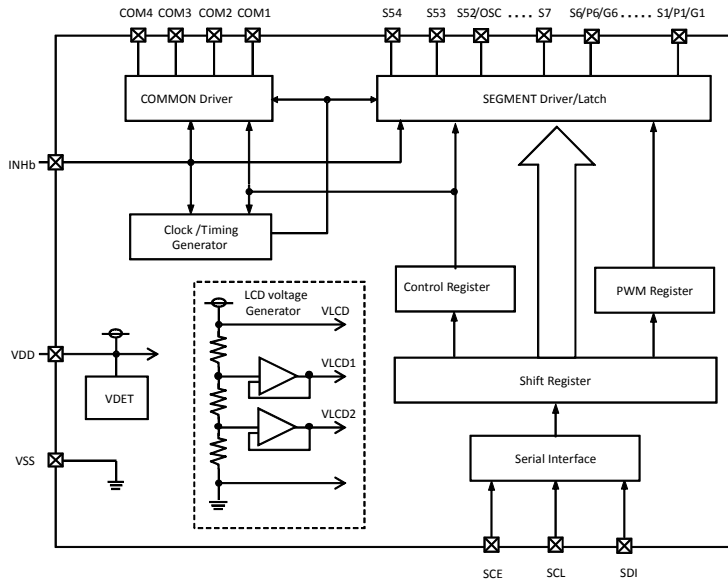 COM4 COM3 COM2 COM1 S54 S53 S52/OSC .... S7 S6/P6/G6 ..... S1/P1/G1
COMMON Driver
SEGMENT Driver/Latch
INHb
Clock /Timing
Generator
LCD voltage
Generator
VLCD
Control Register
PWM Register
VDD
VLCD1
VDET
Shift Register
VLCD2
VSS
Serial Interface
SCE SCL SDI